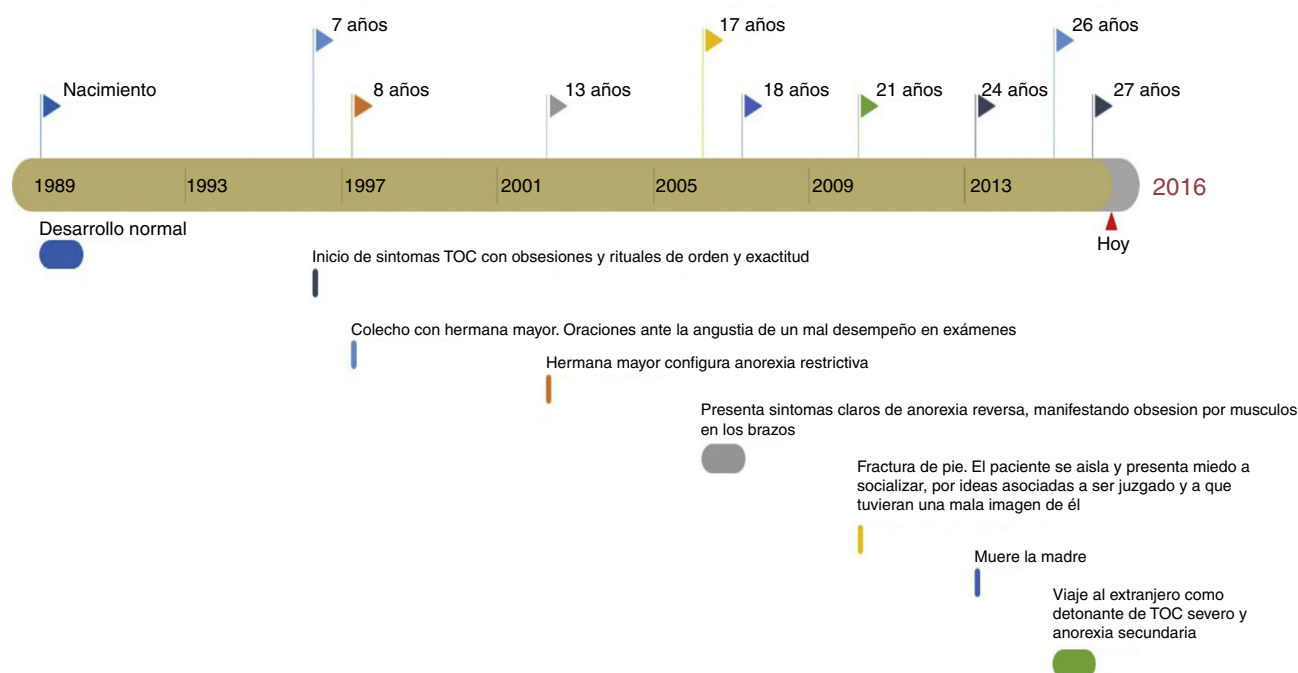 7 años
17 años
26 años
Nacimiento
8 años
13 años
18 años
21 años
24 años
27 años
1989
1993
1997
2001
2005
2009
2013
2016
Desarrollo normal
Hoy
Inicio de sintomas TOC con obsesiones y rituales de orden y exactitud
Colecho con hermana mayor. Oraciones ante la angustia de un mal desempeño en exámenes
Hermana mayor configura anorexia restrictiva
Presenta sintomas claros de anorexia reversa, manifestando obsesion por musculos
en los brazos
Fractura de pie. El paciente se aisla y presenta miedo a
socializar, por ideas asociadas a ser juzgado y a que
tuvieran una mala imagen de él
Muere la madre
Viaje al extranjero como
detonante de TOC severo y
anorexia secundaria